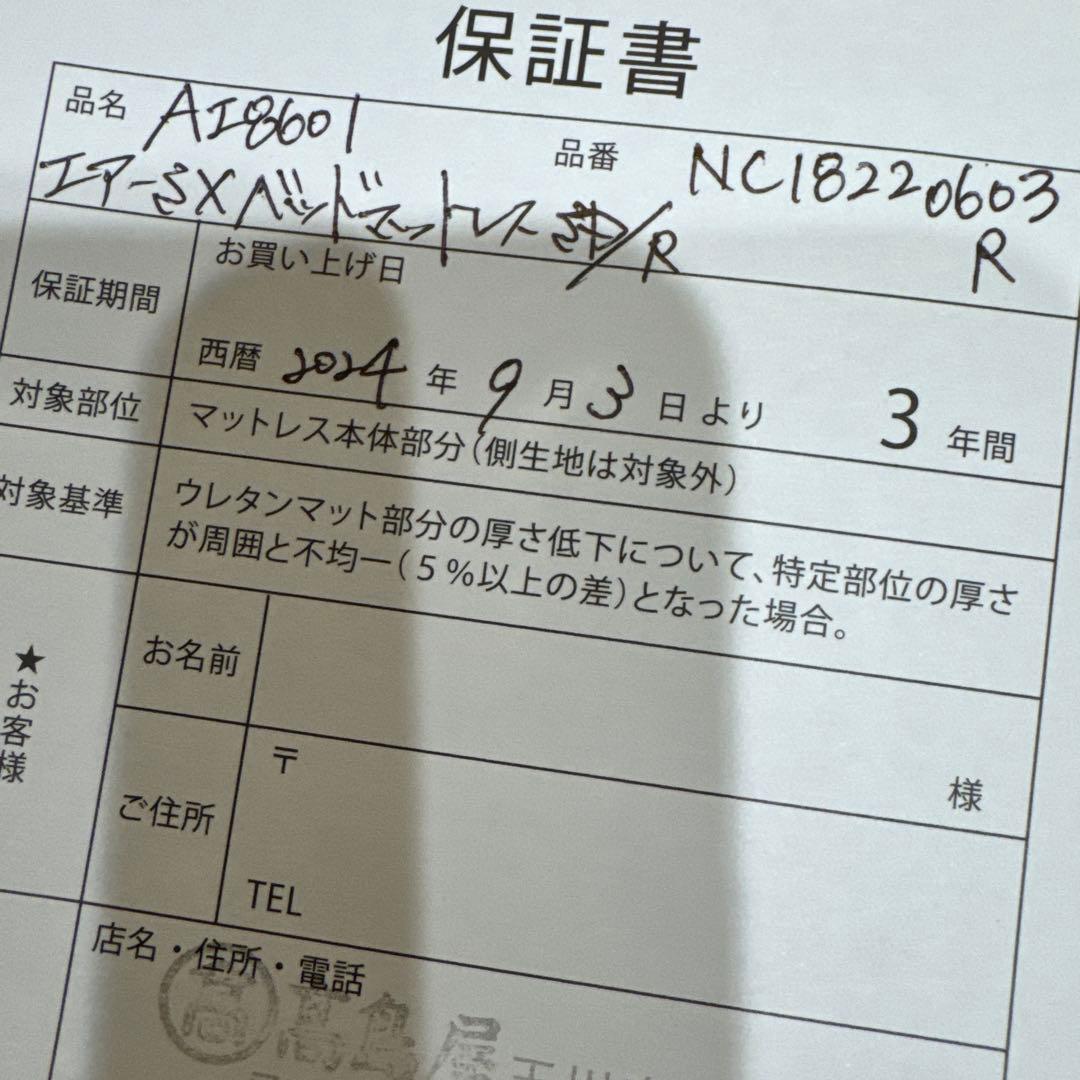 保証書
品名 AI8601
品番 NC18220603
エアーSXベッドマットレス /R
R
お買い上げ日
保証期間
西暦 2024 年 9 月 3 日 より 3 年間
対象部位
マットレス本体部分(側生地は対象外)
対象基準
ウレタンマット部分の厚さ低下について、特定部位の厚さ
が周囲と不均一(5%以上の差)となった場合。
★お客様
お名前
様
ご住所
〒
TEL
店名・住所・電話
髙島屋